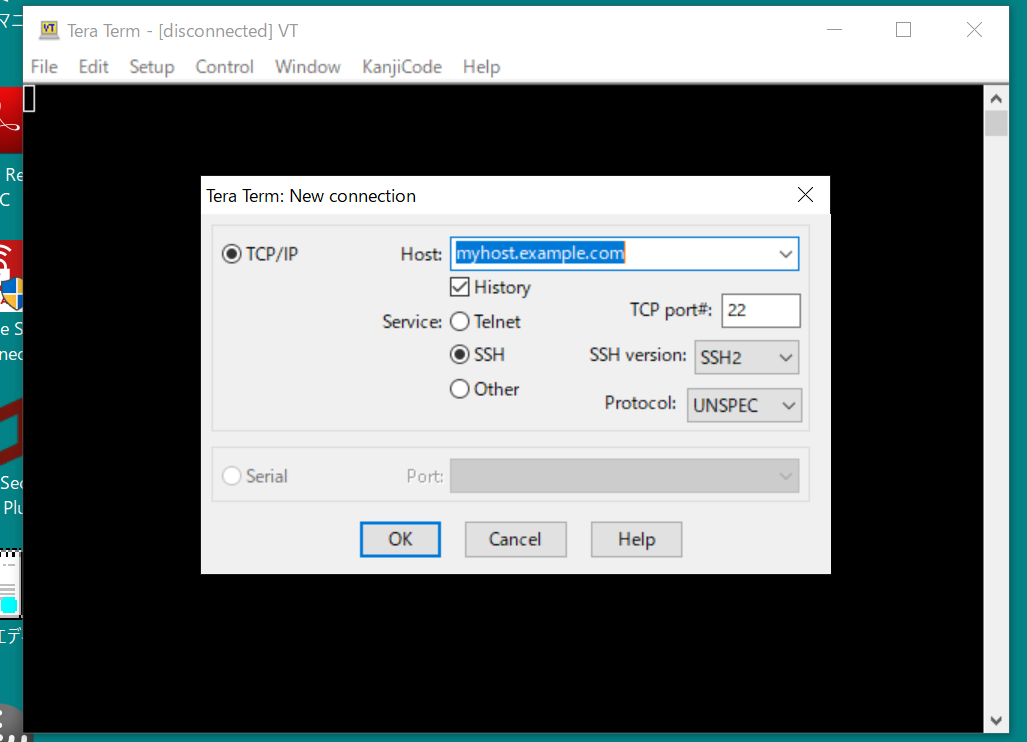 マニ
Tera Term - [disconnected] VT
File Edit Setup Control Window KanjiCode Help
Re
C
Tera Term: New connection
TCP/IP Host: myhost.example.com
History
TCP port#: 22
Service: Telnet
SSH SSH version: SSH2
Other
Protocol: UNSPEC
e S
nec
Serial Port:
Sec
Plu
OK Cancel Help
エデ